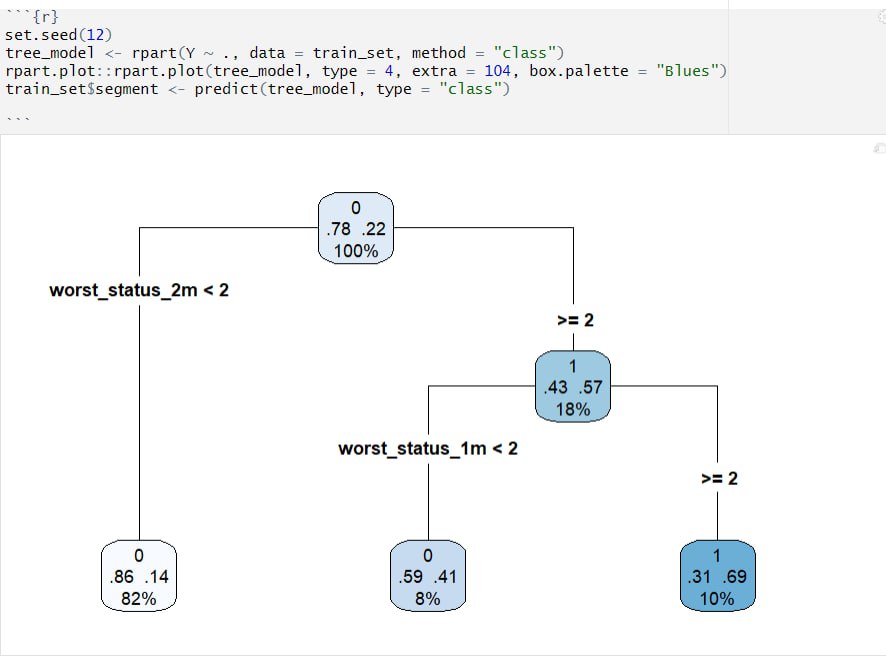 ```{r}
set.seed(12)
tree_model <- rpart(Y ~ ., data = train_set, method = "class")
rpart.plot::rpart.plot(tree_model, type = 4, extra = 104, box.palette = "Blues")
train_set$segment <- predict(tree_model, type = "class")
```
0
.78 .22
100%
worst_status_2m < 2
>= 2
1
.43 .57
18%
worst_status_1m < 2
>= 2
0
.86 .14
82%
0
.59 .41
8%
1
.31 .69
10%